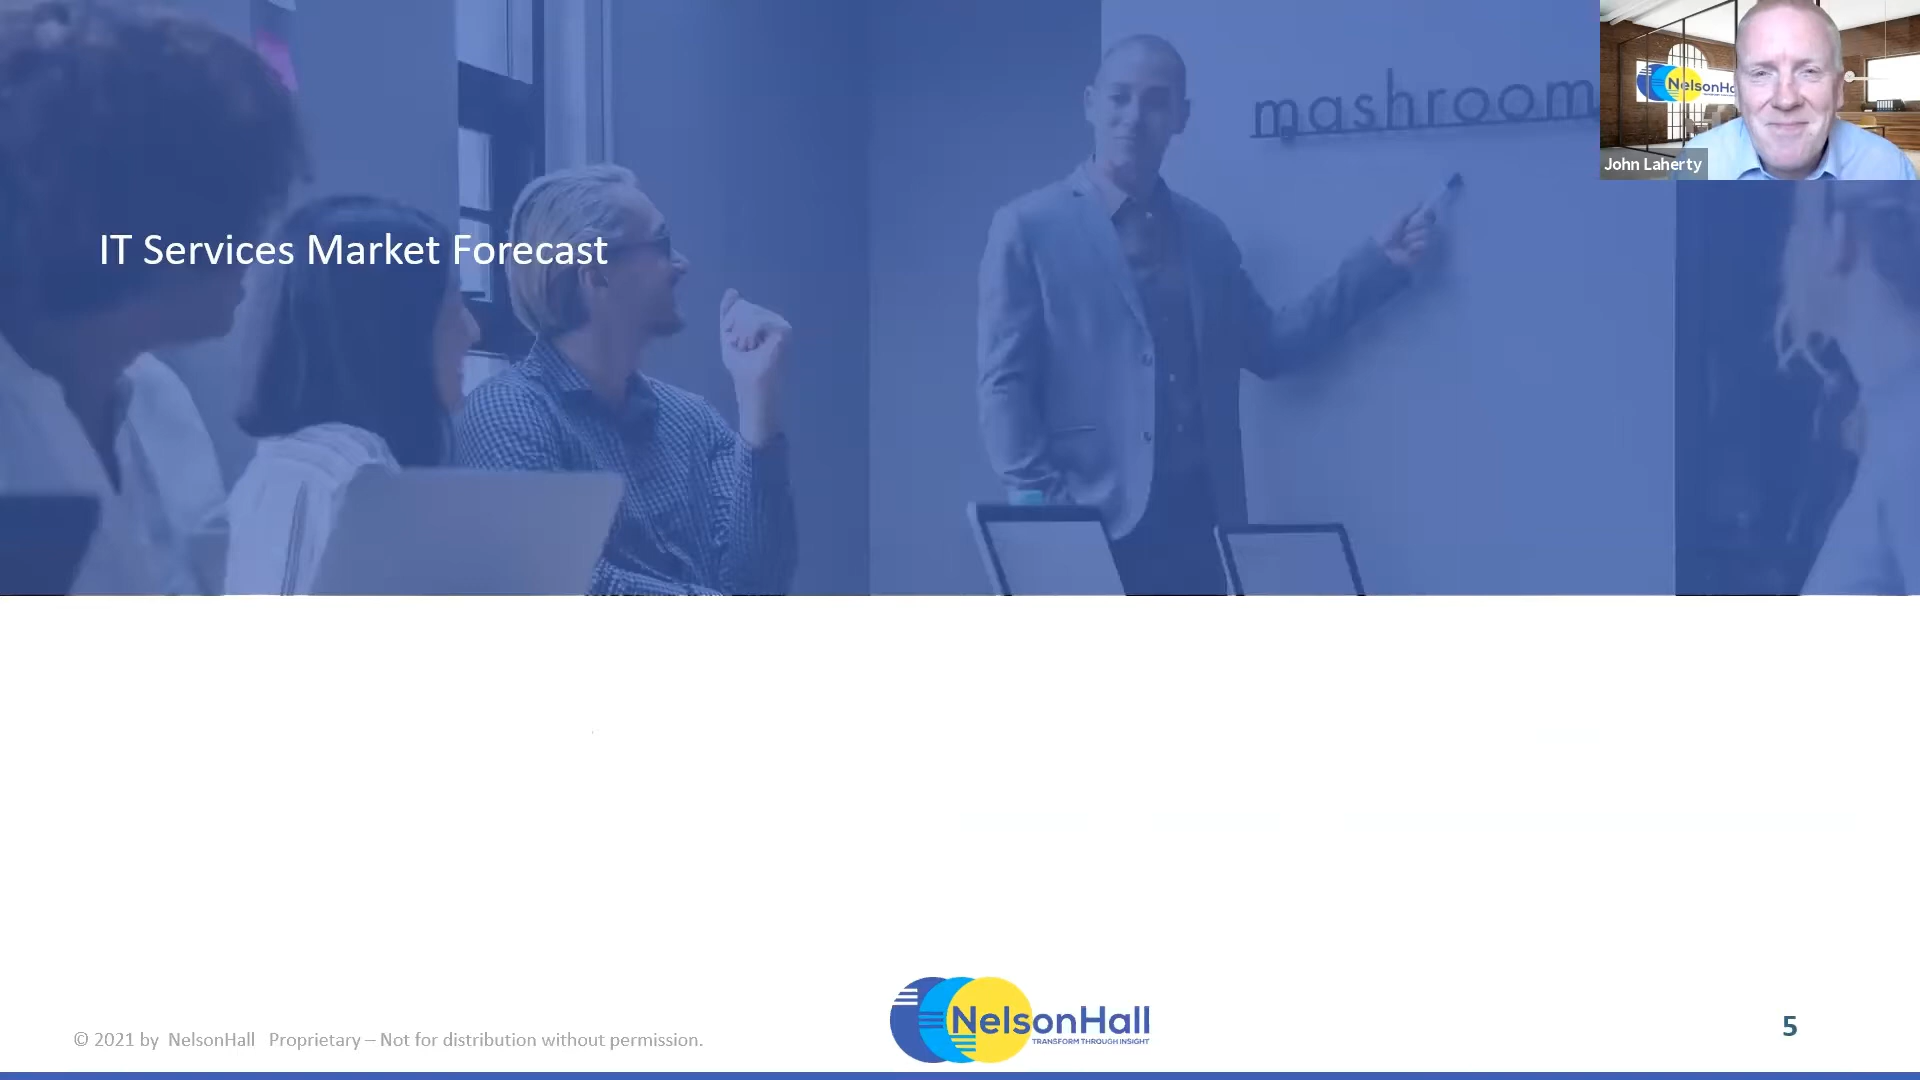 mashroom
NelsonHa
John Laherty
IT Services Market Forecast
© 2021 by NelsonHall Proprietary – Not for distribution without permission.
NelsonHall
TRANSFORM THROUGH INSIGHT
5